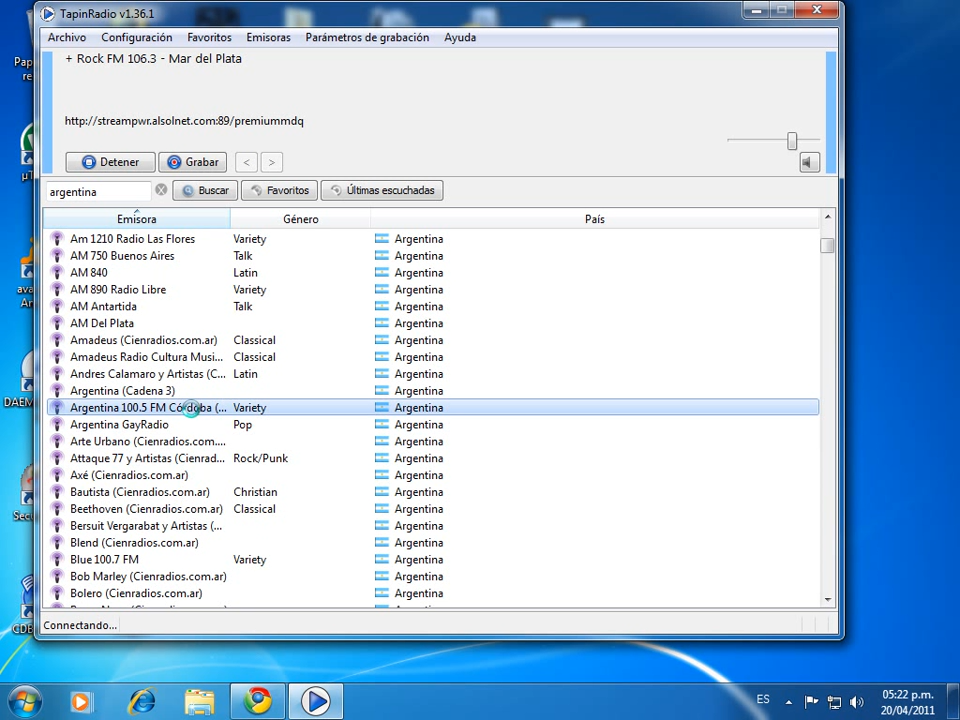 TapinRadio v1.36.1
Archivo Configuración Favoritos Emisoras Parámetros de grabación Ayuda
+ Rock FM 106.3 - Mar del Plata
http://streampwr.alsolnet.com:89/premiummdq
Detener Grabar < >
argentina Buscar Favoritos Últimas escuchadas
Emisora Género País
Am 1210 Radio Las Flores Variety Argentina
AM 750 Buenos Aires Talk Argentina
AM 840 Latin Argentina
AM 890 Radio Libre Variety Argentina
AM Antartida Talk Argentina
AM Del Plata Argentina
Amadeus (Cienradios.com.ar) Classical Argentina
Amadeus Radio Cultura Musi... Classical Argentina
Andres Calamaro y Artistas (C... Latin Argentina
Argentina (Cadena 3) Argentina
Argentina 100.5 FM Córdoba (... Variety Argentina
Argentina GayRadio Pop Argentina
Arte Urbano (Cienradios.com.... Argentina
Attaque 77 y Artistas (Cienrad... Rock/Punk Argentina
Axé (Cienradios.com.ar) Argentina
Bautista (Cienradios.com.ar) Christian Argentina
Beethoven (Cienradios.com.ar) Classical Argentina
Bersuit Vergarabat y Artistas (... Argentina
Blend (Cienradios.com.ar) Argentina
Blue 100.7 FM Variety Argentina
Bob Marley (Cienradios.com.ar) Argentina
Bolero (Cienradios.com.ar) Argentina
Connectando...
ES 05:22 p.m.
20/04/2011